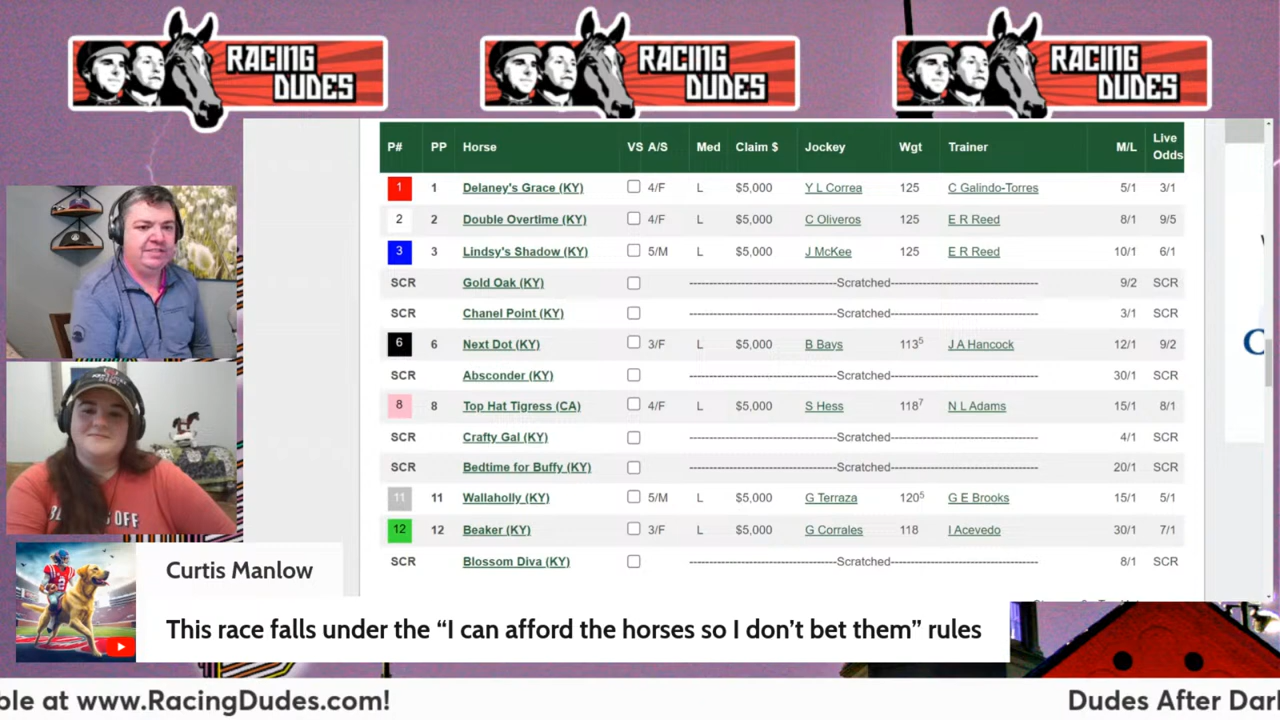 RACING
DUDES
RACING
DUDES
RACING
DUDES
P# PP Horse VS A/S Med Claim $ Jockey Wgt Trainer M/L Live Odds
1 1 Delaney's Grace (KY) 4/F L $5,000 Y L Correa 125 C Galindo-Torres 5/1 3/1
2 2 Double Overtime (KY) 4/F L $5,000 C Oliveros 125 E R Reed 8/1 9/5
3 3 Lindsy's Shadow (KY) 5/M L $5,000 J McKee 125 E R Reed 10/1 6/1
SCR Gold Oak (KY) Scratched 9/2 SCR
SCR Chanel Point (KY) Scratched 3/1 SCR
6 6 Next Dot (KY) 3/F L $5,000 B Bays 113⁵ J A Hancock 12/1 9/2
SCR Absconder (KY) Scratched 30/1 SCR
8 8 Top Hat Tigress (CA) 4/F L $5,000 S Hess 118⁷ N L Adams 15/1 8/1
SCR Crafty Gal (KY) Scratched 4/1 SCR
SCR Bedtime for Buffy (KY) Scratched 20/1 SCR
11 11 Wallaholly (KY) 5/M L $5,000 G Terraza 120⁵ G E Brooks 15/1 5/1
12 12 Beaker (KY) 3/F L $5,000 G Corrales 118 I Acevedo 30/1 7/1
SCR Blossom Diva (KY) Scratched 8/1 SCR
Curtis Manlow
This race falls under the “I can afford the horses so I don’t bet them” rules
ble at www.RacingDudes.com! Dudes After Dark